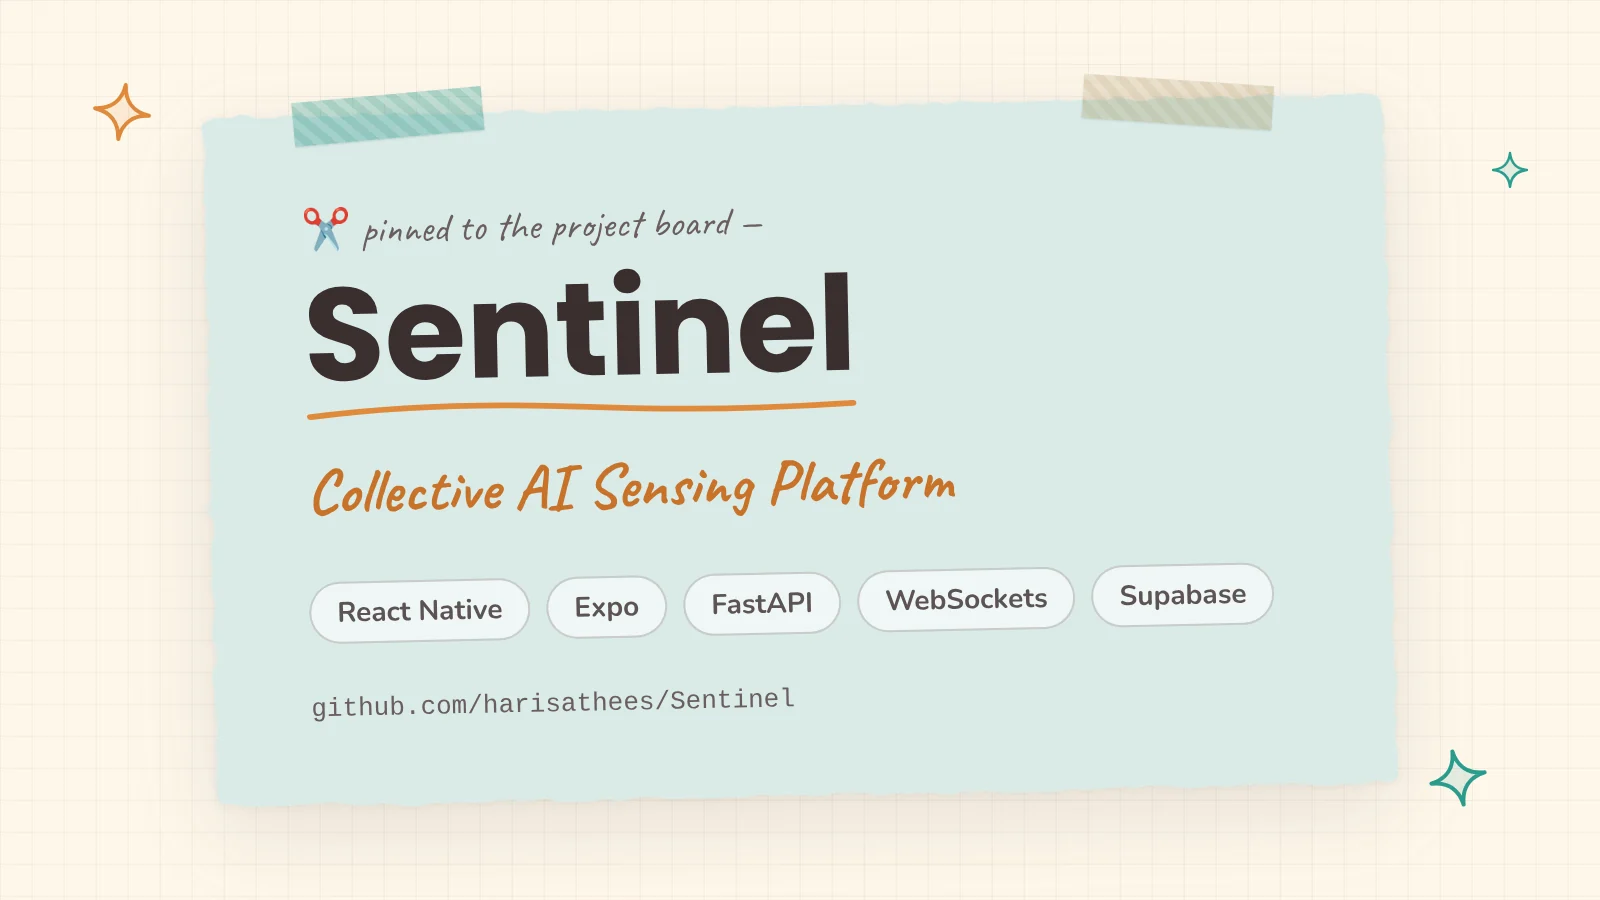 pinned to the project board —
Sentinel
Collective AI Sensing Platform
React Native Expo FastAPI WebSockets Supabase
github.com/harisathees/Sentinel